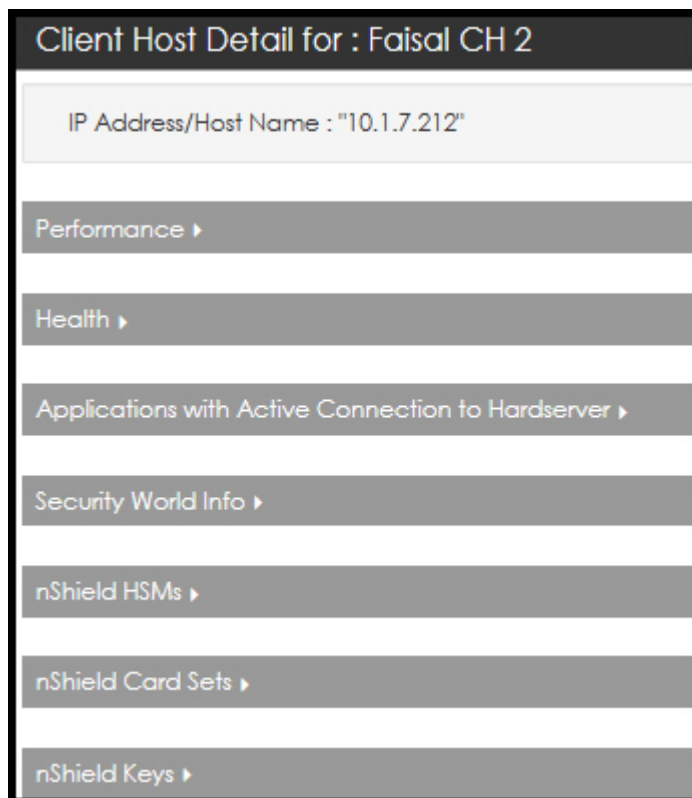 Client Host Detail for : Faisal CH 2
IP Address/Host Name : "10.1.7.212"
Performance
Health
Applications with Active Connection to Hardserver
Security World Info
nShield HSMs
nShield Card Sets
nShield Keys